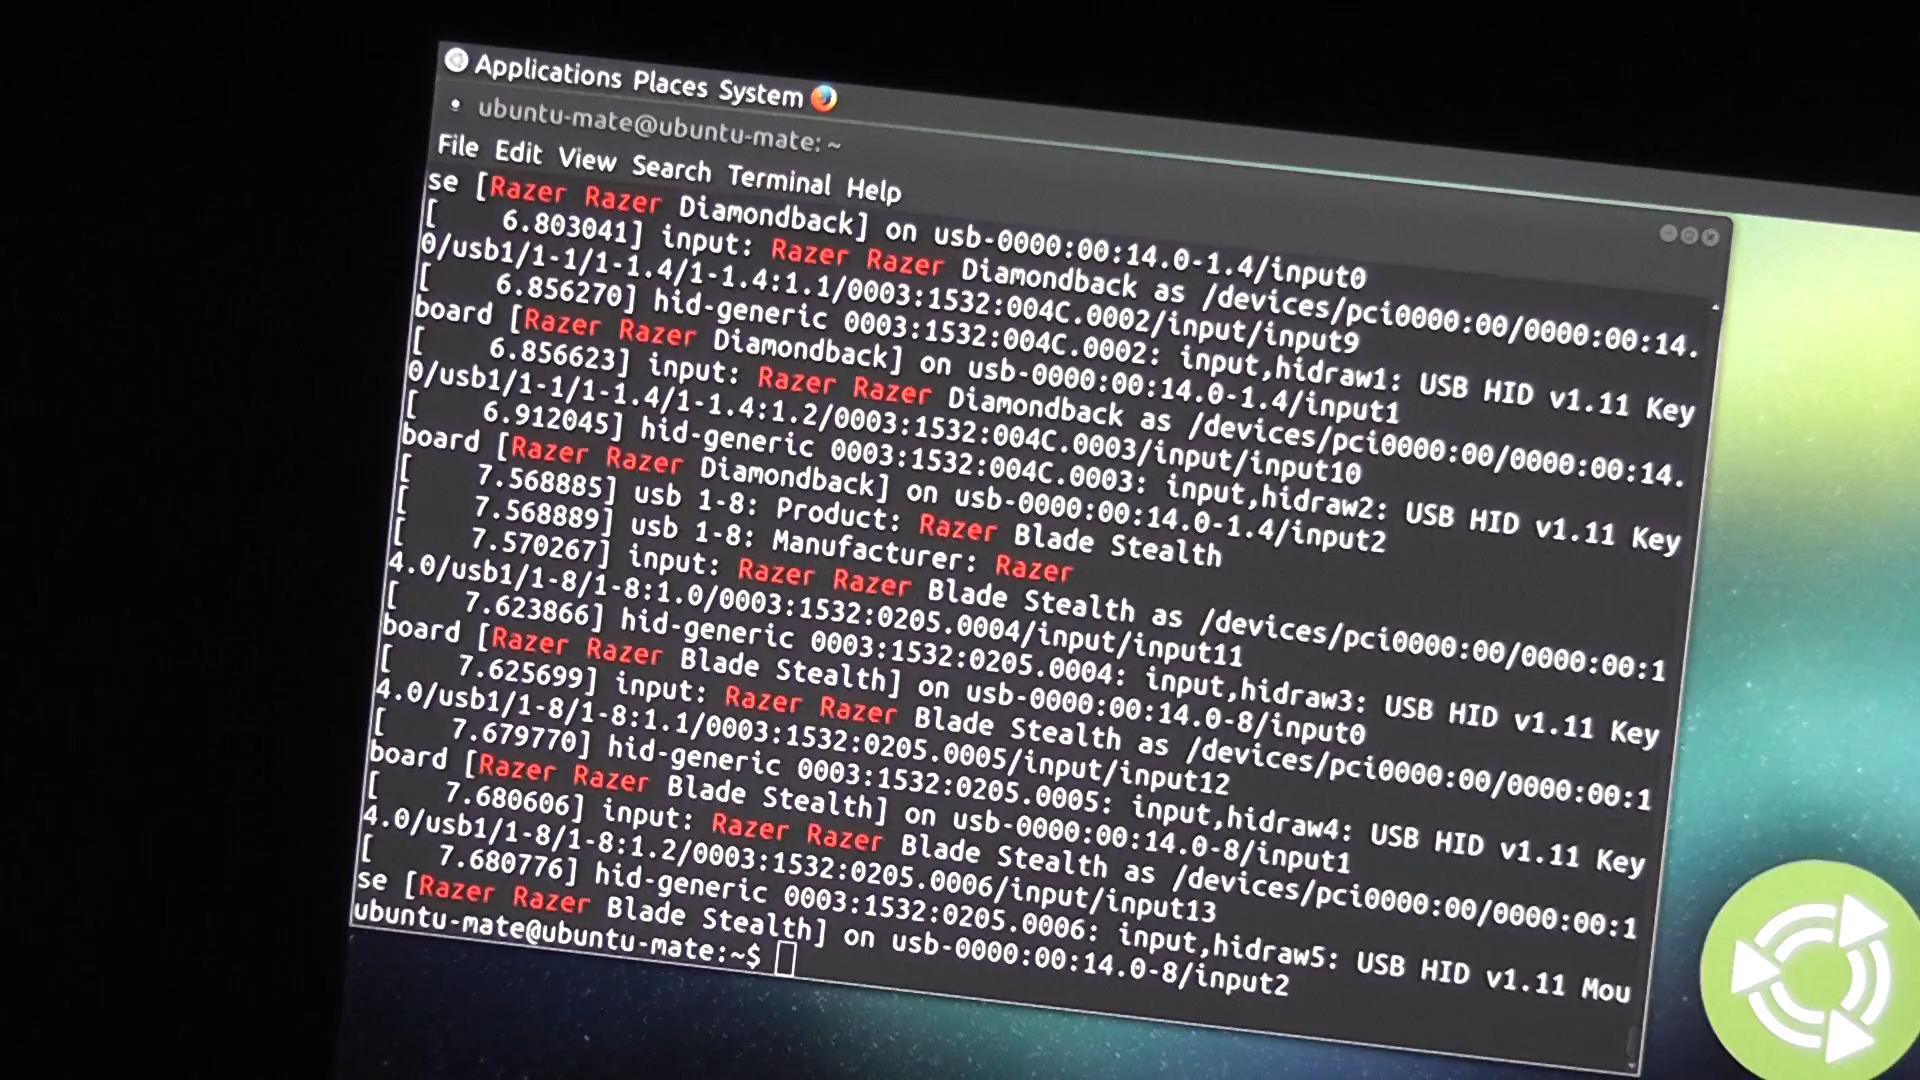 Applications Places System
ubuntu-mate@ubuntu-mate: ~
File Edit View Search Terminal Help
se [Razer Razer Diamondback] on usb-0000:00:14.0-1.4/input0
[    6.803041] input: Razer Razer Diamondback as /devices/pci0000:00/0000:00:14.
0/usb1/1-1/1-1.4/1-1.4:1.1/0003:1532:004C.0002/input/input9
[    6.856270] hid-generic 0003:1532:004C.0002: input,hidraw1: USB HID v1.11 Key
board [Razer Razer Diamondback] on usb-0000:00:14.0-1.4/input1
[    6.856623] input: Razer Razer Diamondback as /devices/pci0000:00/0000:00:14.
0/usb1/1-1/1-1.4/1-1.4:1.2/0003:1532:004C.0003/input/input10
[    6.912045] hid-generic 0003:1532:004C.0003: input,hidraw2: USB HID v1.11 Key
board [Razer Razer Diamondback] on usb-0000:00:14.0-1.4/input2
[    7.568885] usb 1-8: Product: Razer Blade Stealth
[    7.568889] usb 1-8: Manufacturer: Razer
[    7.570267] input: Razer Razer Blade Stealth as /devices/pci0000:00/0000:00:1
4.0/usb1/1-8/1-8:1.0/0003:1532:0205.0004/input/input11
[    7.623866] hid-generic 0003:1532:0205.0004: input,hidraw3: USB HID v1.11 Key
board [Razer Razer Blade Stealth] on usb-0000:00:14.0-8/input0
[    7.625699] input: Razer Razer Blade Stealth as /devices/pci0000:00/0000:00:1
4.0/usb1/1-8/1-8:1.1/0003:1532:0205.0005/input/input12
[    7.679770] hid-generic 0003:1532:0205.0005: input,hidraw4: USB HID v1.11 Key
board [Razer Razer Blade Stealth] on usb-0000:00:14.0-8/input1
[    7.680606] input: Razer Razer Blade Stealth as /devices/pci0000:00/0000:00:1
4.0/usb1/1-8/1-8:1.2/0003:1532:0205.0006/input/input13
[    7.680776] hid-generic 0003:1532:0205.0006: input,hidraw5: USB HID v1.11 Mou
se [Razer Razer Blade Stealth] on usb-0000:00:14.0-8/input2
ubuntu-mate@ubuntu-mate:~$